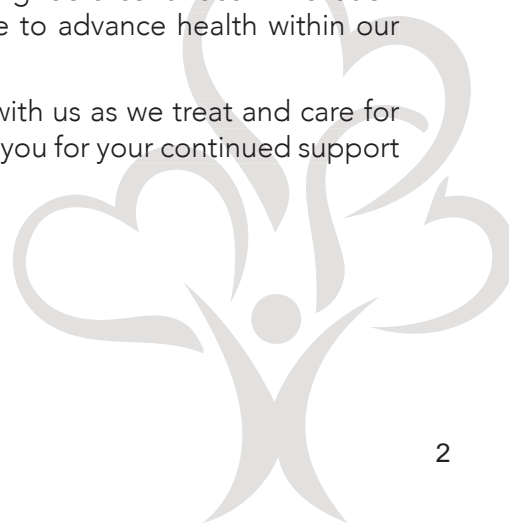 e to advance health within our
with us as we treat and care for
you for your continued support
2